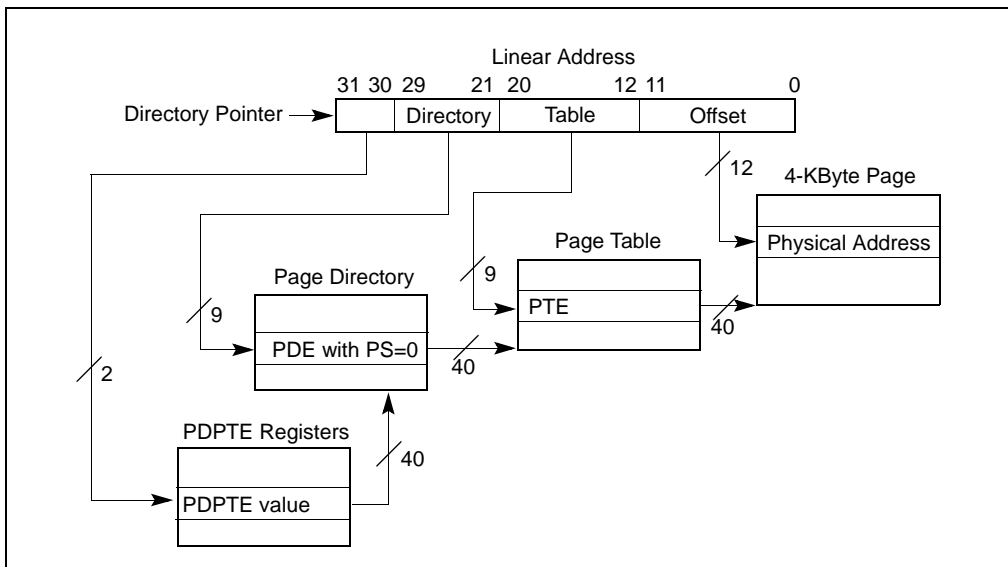 Linear Address
31 30 29 21 20 12 11 0
Directory Pointer
Directory Table Offset
12
4-KByte Page
Physical Address
Page Table
9
PTE
40
Page Directory
9
PDE with PS=0
40
2
PDPTE Registers
40
PDPTE value